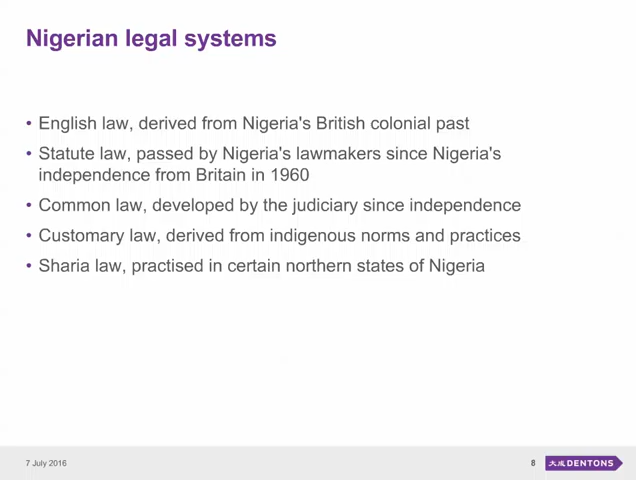 Nigerian legal systems
• English law, derived from Nigeria's British colonial past
• Statute law, passed by Nigeria's lawmakers since Nigeria's
independence from Britain in 1960
• Common law, developed by the judiciary since independence
• Customary law, derived from indigenous norms and practices
• Sharia law, practised in certain northern states of Nigeria
7 July 2016
8
大成 DENTONS